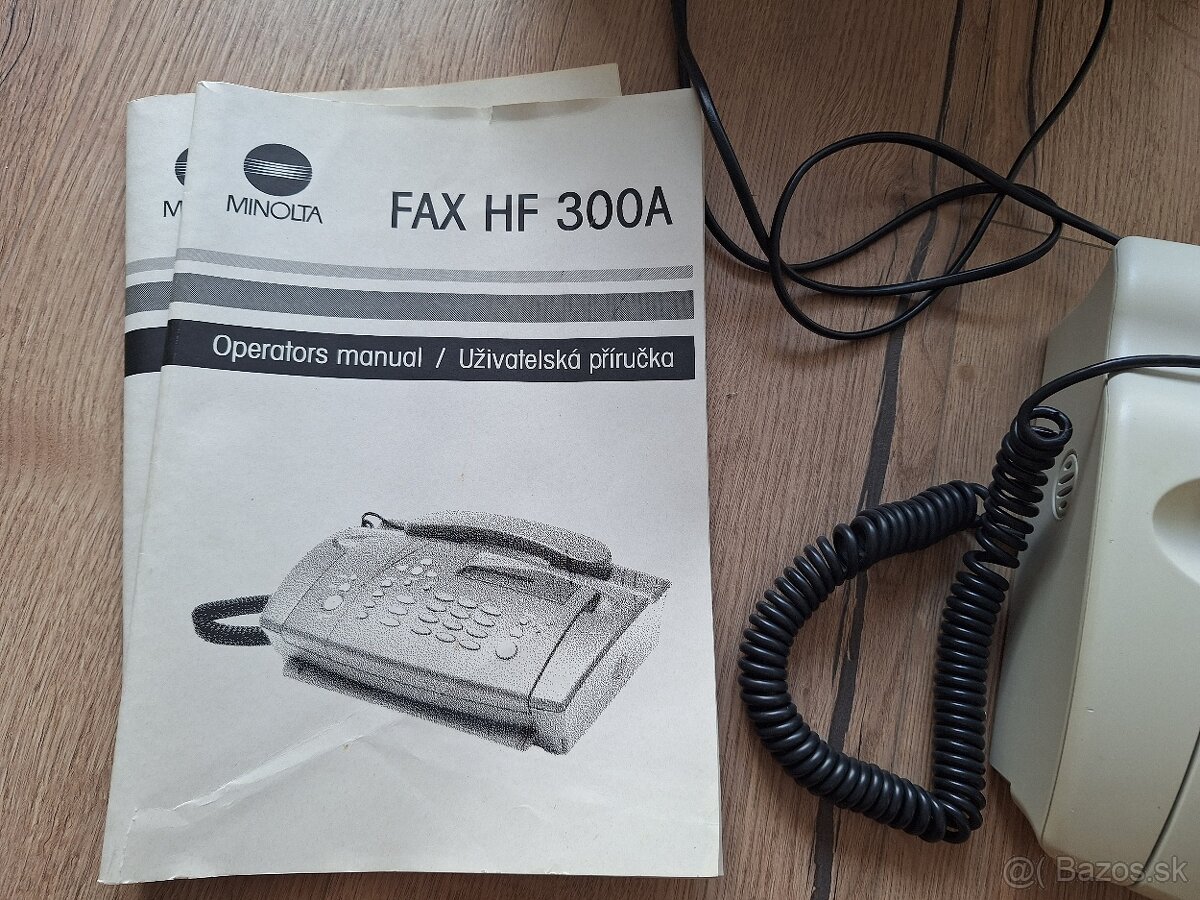 M
MINOLTA
FAX HF 300A
Operators manual / Uživatelská příručka
@( Bazos.sk